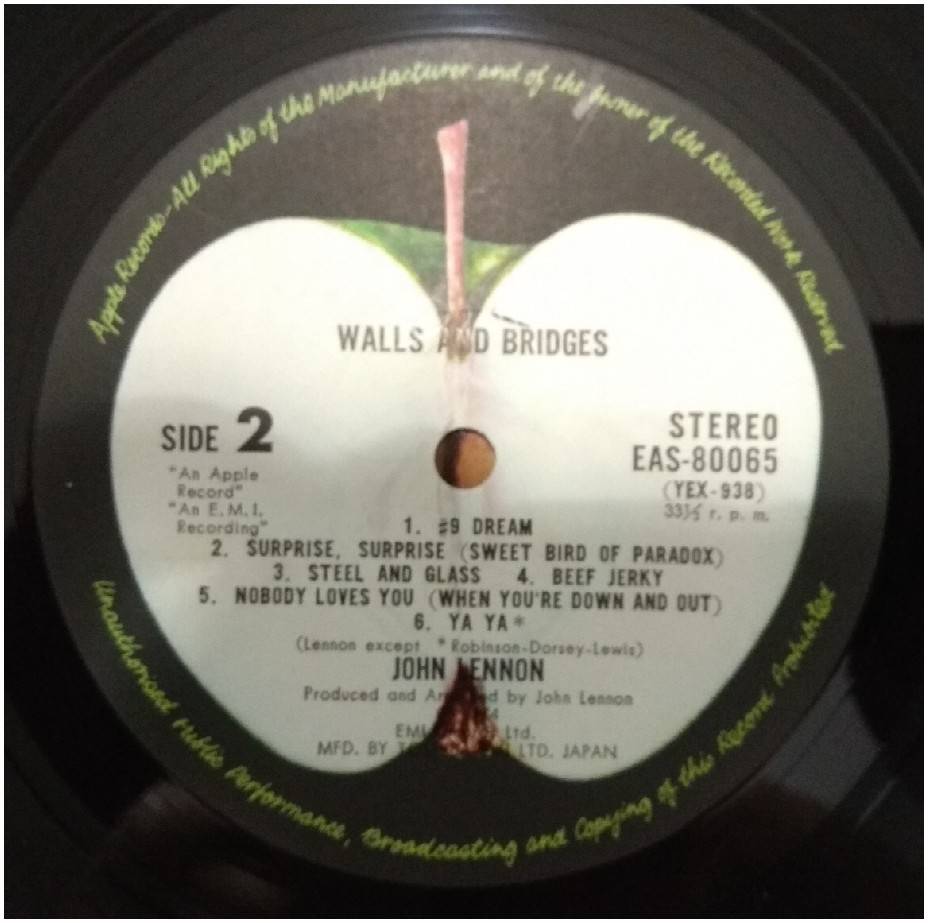 Apple Records—All Rights of the Manufacturer and of the Owner of the Recorded Work Reserved
WALLS AND BRIDGES
SIDE 2
STEREO
EAS-80065
(YEX-938)
33⅓ r. p. m.
"An Apple
Record"
"An E.M.I.
Recording"
1. #9 DREAM
2. SURPRISE, SURPRISE (SWEET BIRD OF PARADOX)
3. STEEL AND GLASS 4. BEEF JERKY
5. NOBODY LOVES YOU (WHEN YOU'RE DOWN AND OUT)
6. YA YA*
(Lennon except *Robinson-Dorsey-Lewis)
JOHN LENNON
Produced and Arranged by John Lennon
EMI Ltd.
MFD. BY LTD. JAPAN
Unauthorised Public Performance, Broadcasting and Copying of this Record Prohibited